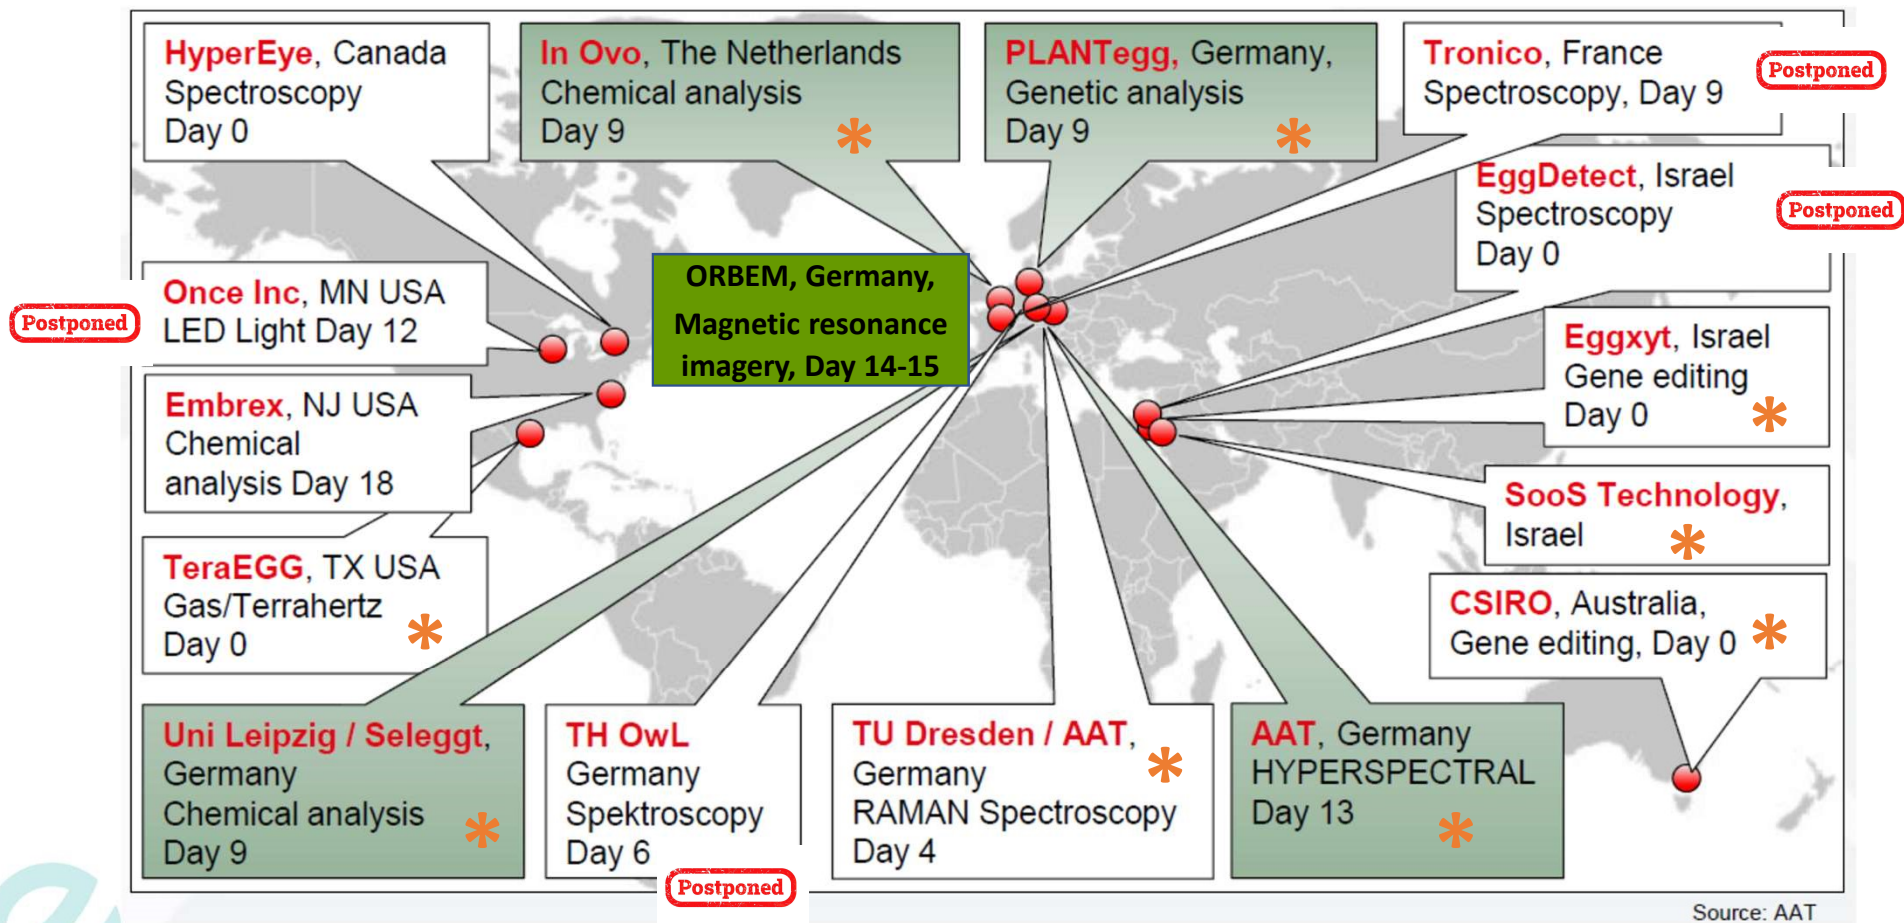 HyperEye, Canada
Spectroscopy
Day 0
In Ovo, The Netherlands
Chemical analysis
Day 9
*
PLANTegg, Germany,
Genetic analysis
Day 9
*
Tronico, France
Spectroscopy, Day 9
Postponed
EggDetect, Israel
Spectroscopy
Day 0
Postponed
Once Inc, MN USA
LED Light Day 12
Postponed
ORBEM, Germany,
Magnetic resonance
imagery, Day 14-15
Eggxyt, Israel
Gene editing
Day 0
*
Embrex, NJ USA
Chemical
analysis Day 18
SooS Technology,
Israel
*
TeraEGG, TX USA
Gas/Terrahertz
Day 0
*
CSIRO, Australia,
Gene editing, Day 0
*
Uni Leipzig / Seleggt,
Germany
Chemical analysis
Day 9
*
TH OwL
Germany
Spektroscopy
Day 6
Postponed
TU Dresden / AAT,
Germany
RAMAN Spectroscopy
Day 4
*
AAT, Germany
HYPERSPECTRAL
Day 13
*
Source: AAT